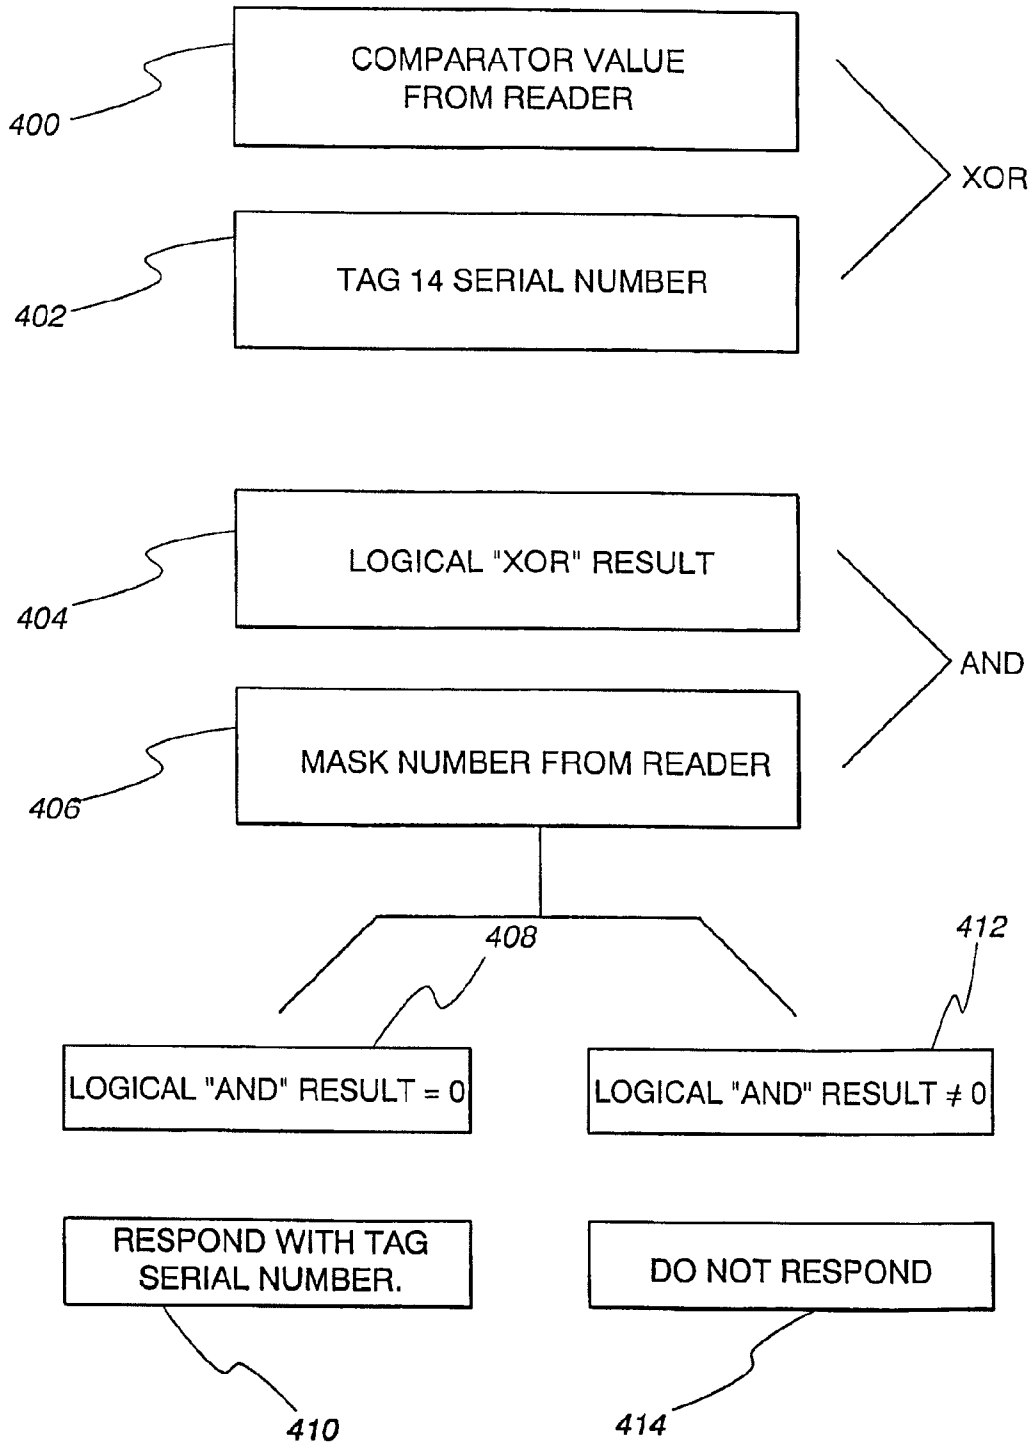 COMPARATOR VALUE
FROM READER
400
XOR
TAG 14 SERIAL NUMBER
402
LOGICAL "XOR" RESULT
404
AND
MASK NUMBER FROM READER
406
408
412
LOGICAL "AND" RESULT = 0
LOGICAL "AND" RESULT ≠ 0
RESPOND WITH TAG
SERIAL NUMBER.
DO NOT RESPOND
410
414